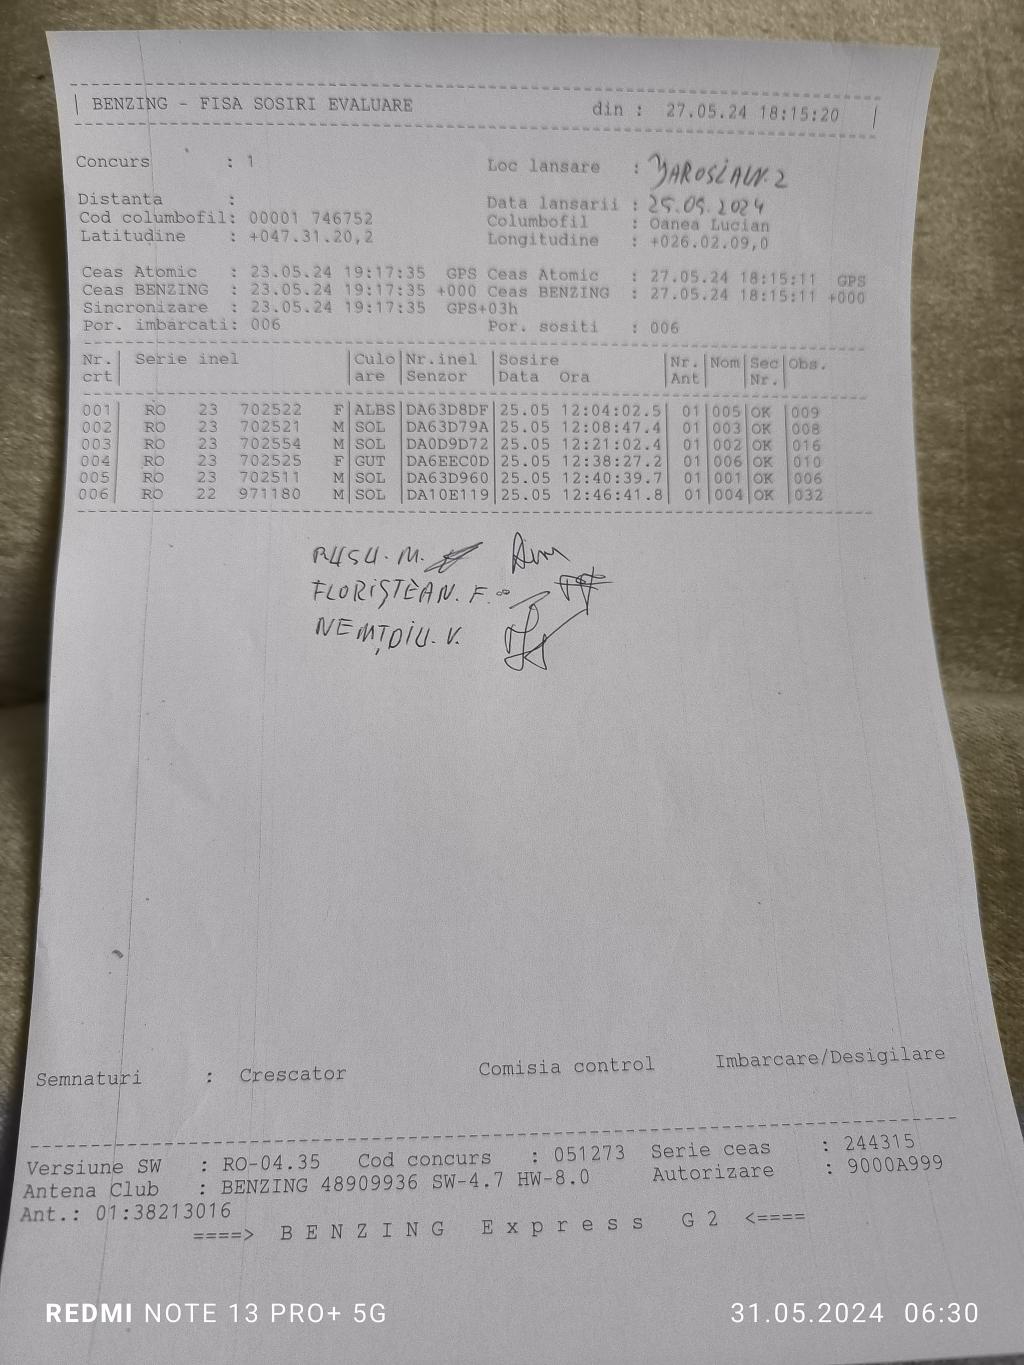 BENZING - FISA SOSIRI EVALUARE din : 27.05.24 18:15:20
Concurs : 1 Loc lansare : JAROSLAW.2
Distanta : Data lansarii : 25.05.2024
Cod columbofil: 00001 746752 Columbofil : Oanea Lucian
Latitudine : +047.31.20,2 Longitudine : +026.02.09,0
Ceas Atomic : 23.05.24 19:17:35 GPS Ceas Atomic : 27.05.24 18:15:11 GPS
Ceas BENZING : 23.05.24 19:17:35 +000 Ceas BENZING : 27.05.24 18:15:11 +000
Sincronizare : 23.05.24 19:17:35 GPS+03h
Por. imbarcati: 006 Por. sositi : 006
Nr. Serie inel Culo Nr.inel Sosire Nr. Nom Sec Obs.
crt are Senzor Data Ora Ant Nr.
001 RO 23 702522 F ALBS DA63D8DF 25.05 12:04:02.5 01 005 OK 009
002 RO 23 702521 M SOL DA63D79A 25.05 12:08:47.4 01 003 OK 008
003 RO 23 702554 M SOL DA0D9D72 25.05 12:21:02.4 01 002 OK 016
004 RO 23 702525 F GUT DA6EEC0D 25.05 12:38:27.2 01 006 OK 010
005 RO 23 702511 M SOL DA63D960 25.05 12:40:39.7 01 001 OK 006
006 RO 22 971180 M SOL DA10E119 25.05 12:46:41.8 01 004 OK 032
RUSU. M.
FLORIȘTEAN. F.
NEMȚOIU. V.
Semnaturi : Crescator Comisia control Imbarcare/Desigilare
Versiune SW : RO-04.35 Cod concurs : 051273 Serie ceas : 244315
Antena Club : BENZING 48909936 SW-4.7 HW-8.0 Autorizare : 9000A999
Ant.: 01:38213016
====> B E N Z I N G E x p r e s s G 2 <====
REDMI NOTE 13 PRO+ 5G 31.05.2024 06:30